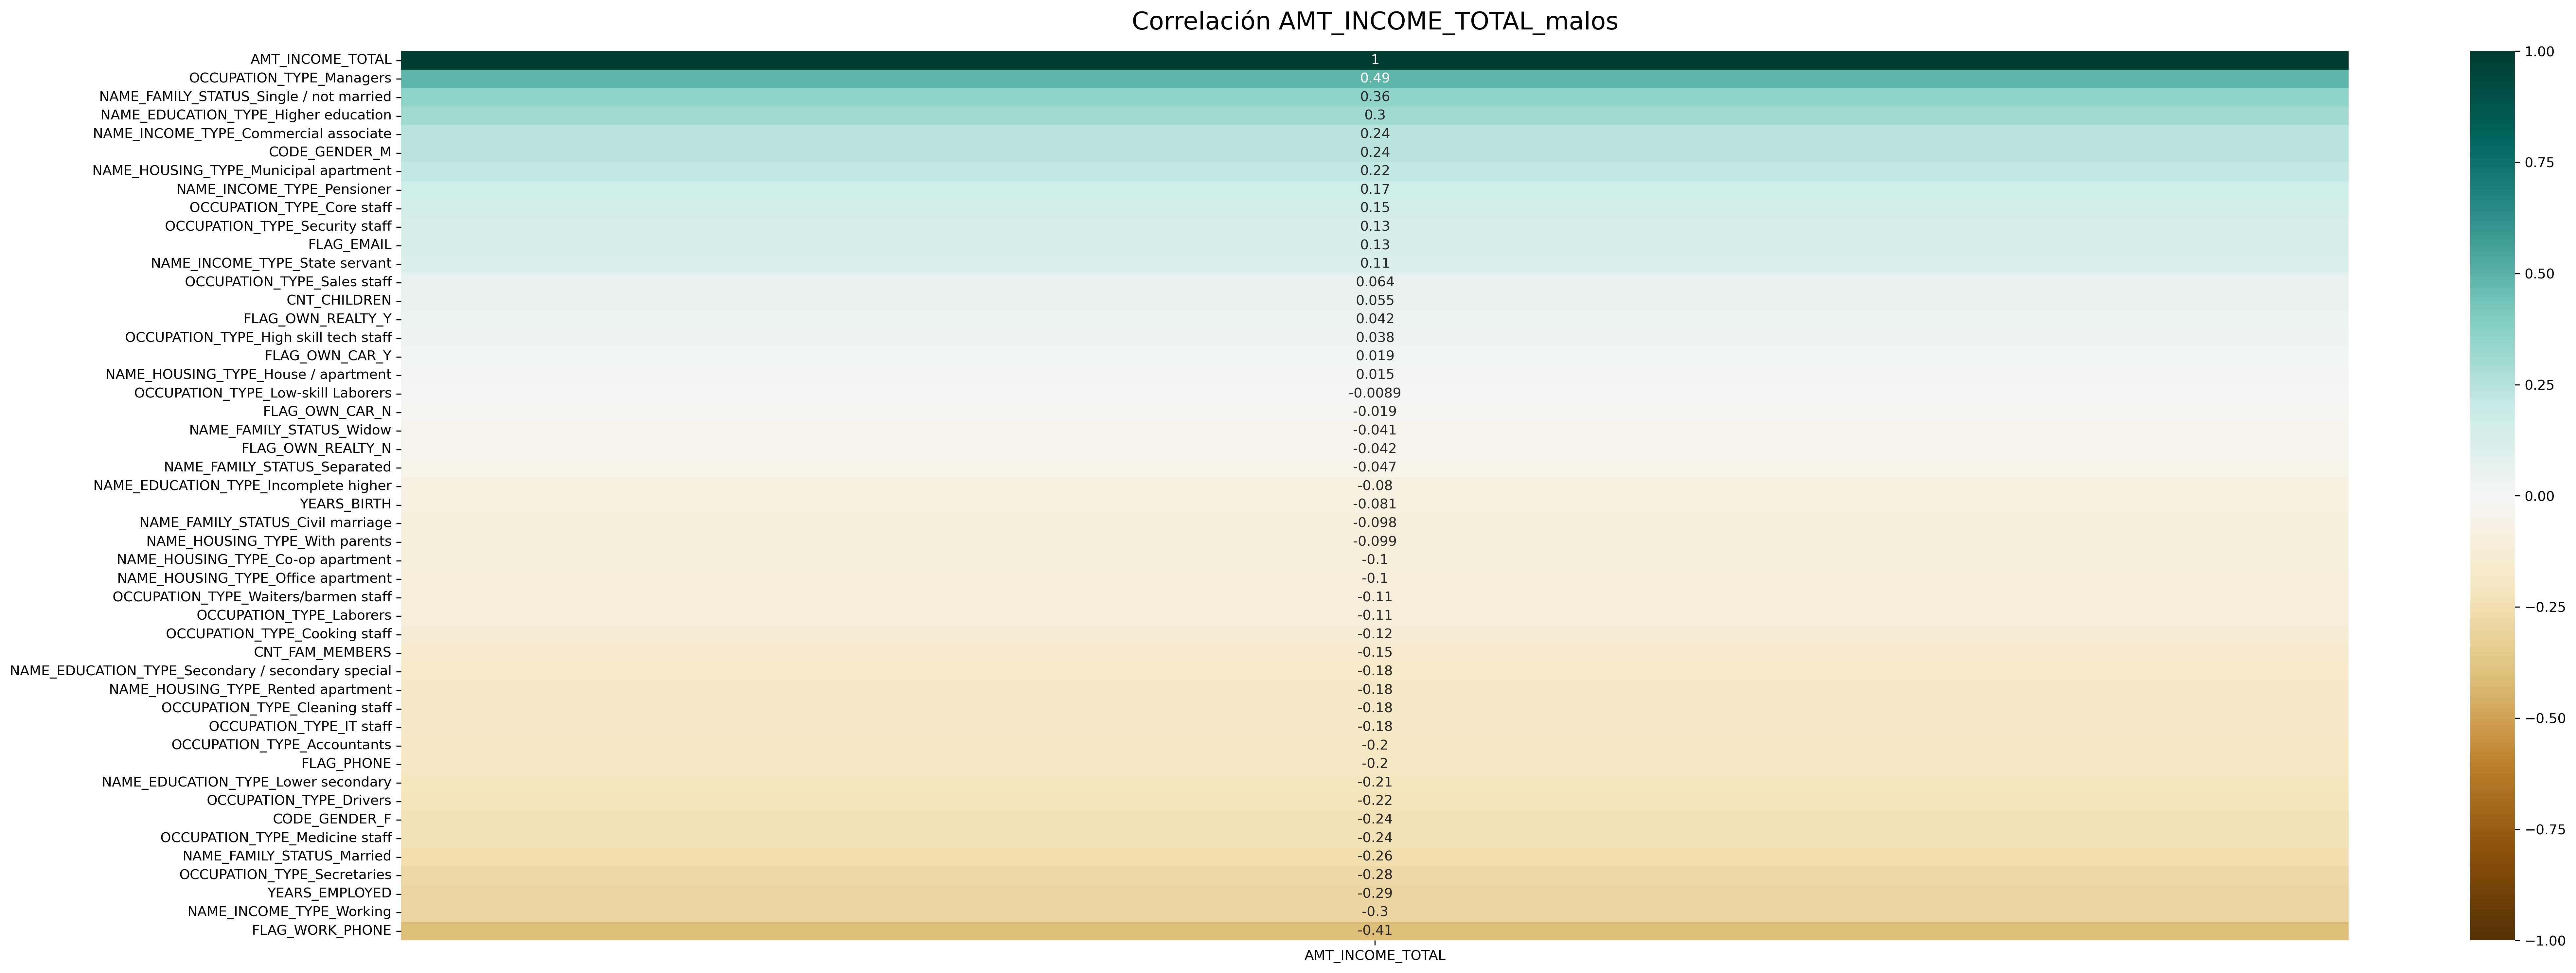 Correlación AMT_INCOME_TOTAL_malos
AMT_INCOME_TOTAL 1
OCCUPATION_TYPE_Managers 0.49
NAME_FAMILY_STATUS_Single / not married 0.36
NAME_EDUCATION_TYPE_Higher education 0.3
NAME_INCOME_TYPE_Commercial associate 0.24
CODE_GENDER_M 0.24
NAME_HOUSING_TYPE_Municipal apartment 0.22
NAME_INCOME_TYPE_Pensioner 0.17
OCCUPATION_TYPE_Core staff 0.15
OCCUPATION_TYPE_Security staff 0.13
FLAG_EMAIL 0.13
NAME_INCOME_TYPE_State servant 0.11
OCCUPATION_TYPE_Sales staff 0.064
CNT_CHILDREN 0.055
FLAG_OWN_REALTY_Y 0.042
OCCUPATION_TYPE_High skill tech staff 0.038
FLAG_OWN_CAR_Y 0.019
NAME_HOUSING_TYPE_House / apartment 0.015
OCCUPATION_TYPE_Low-skill Laborers -0.0089
FLAG_OWN_CAR_N -0.019
NAME_FAMILY_STATUS_Widow -0.041
FLAG_OWN_REALTY_N -0.042
NAME_FAMILY_STATUS_Separated -0.047
NAME_EDUCATION_TYPE_Incomplete higher -0.08
YEARS_BIRTH -0.081
NAME_FAMILY_STATUS_Civil marriage -0.098
NAME_HOUSING_TYPE_With parents -0.099
NAME_HOUSING_TYPE_Co-op apartment -0.1
NAME_HOUSING_TYPE_Office apartment -0.1
OCCUPATION_TYPE_Waiters/barmen staff -0.11
OCCUPATION_TYPE_Laborers -0.11
OCCUPATION_TYPE_Cooking staff -0.12
CNT_FAM_MEMBERS -0.15
NAME_EDUCATION_TYPE_Secondary / secondary special -0.18
NAME_HOUSING_TYPE_Rented apartment -0.18
OCCUPATION_TYPE_Cleaning staff -0.18
OCCUPATION_TYPE_IT staff -0.18
OCCUPATION_TYPE_Accountants -0.2
FLAG_PHONE -0.2
NAME_EDUCATION_TYPE_Lower secondary -0.21
OCCUPATION_TYPE_Drivers -0.22
CODE_GENDER_F -0.24
OCCUPATION_TYPE_Medicine staff -0.24
NAME_FAMILY_STATUS_Married -0.26
OCCUPATION_TYPE_Secretaries -0.28
YEARS_EMPLOYED -0.29
NAME_INCOME_TYPE_Working -0.3
FLAG_WORK_PHONE -0.41
AMT_INCOME_TOTAL
1.00
0.75
0.50
0.25
0.00
−0.25
−0.50
−0.75
−1.00